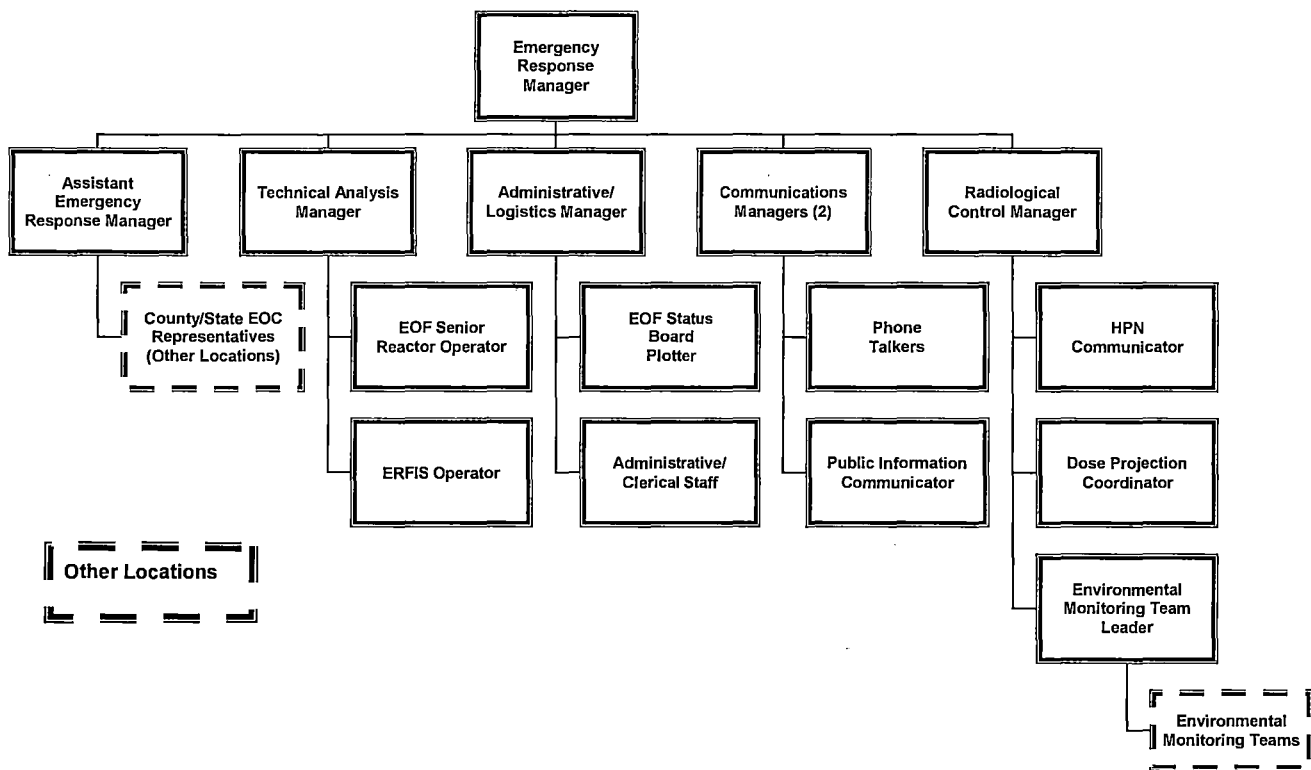 Emergency
Response
Manager
Assistant
Emergency
Response Manager
Technical Analysis
Manager
Administrative/
Logistics Manager
Communications
Managers (2)
Radiological
Control Manager
County/State EOC
Representatives
(Other Locations)
EOF Senior
Reactor Operator
EOF Status
Board
Plotter
Phone
Talkers
HPN
Communicator
ERFIS Operator
Administrative/
Clerical Staff
Public Information
Communicator
Dose Projection
Coordinator
Other Locations
Environmental
Monitoring Team
Leader
Environmental
Monitoring Teams